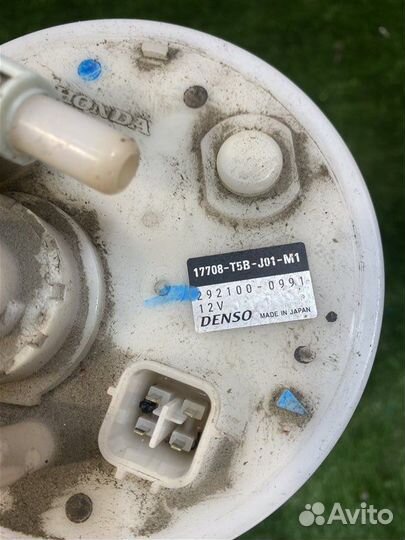 HONDA
17708-T5B-J01-M1
292100-0991
12V
DENSO MADE IN JAPAN
Avito